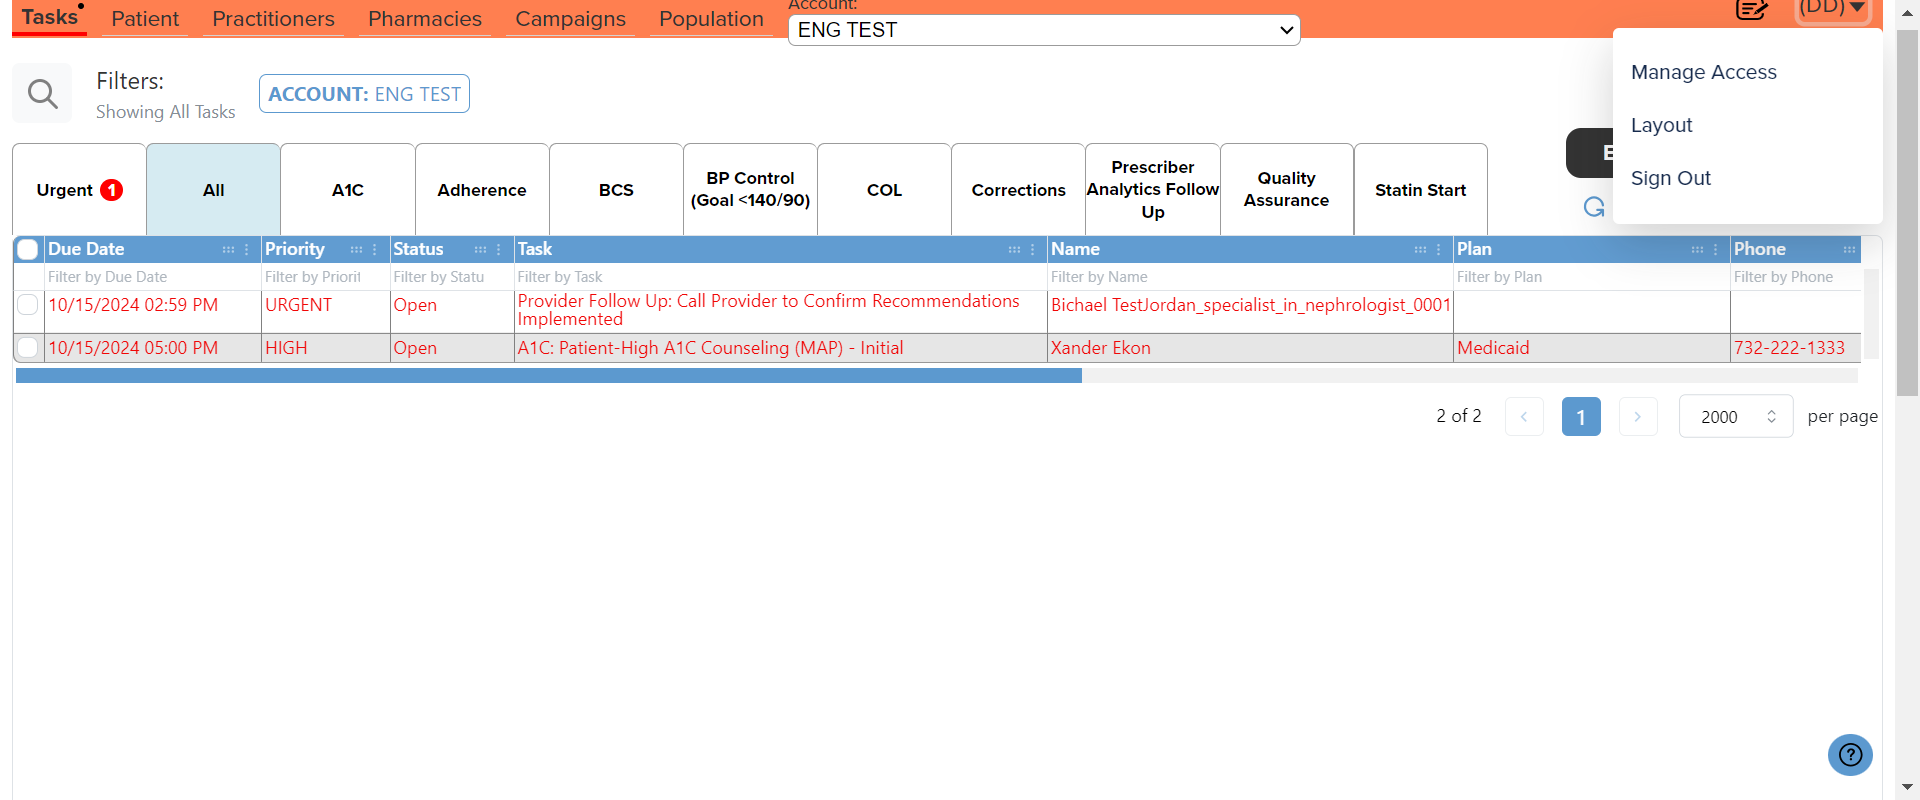 Tasks Patient Practitioners Pharmacies Campaigns Population
Account:
ENG TEST
(DD)
Manage Access
Layout
Sign Out
Filters:
Showing All Tasks
ACCOUNT: ENG TEST
Urgent 1
All
A1C
Adherence
BCS
BP Control
(Goal <140/90)
COL
Corrections
Prescriber
Analytics Follow
Up
Quality
Assurance
Statin Start
Due Date Priority Status Task Name Plan Phone
Filter by Due Date Filter by Priorit Filter by Statu Filter by Task Filter by Name Filter by Plan Filter by Phone
10/15/2024 02:59 PM URGENT Open Provider Follow Up: Call Provider to Confirm Recommendations
Implemented
Bichael TestJordan_specialist_in_nephrologist_0001
10/15/2024 05:00 PM HIGH Open A1C: Patient-High A1C Counseling (MAP) - Initial Xander Ekon Medicaid 732-222-1333
2 of 2 1 2000 per page